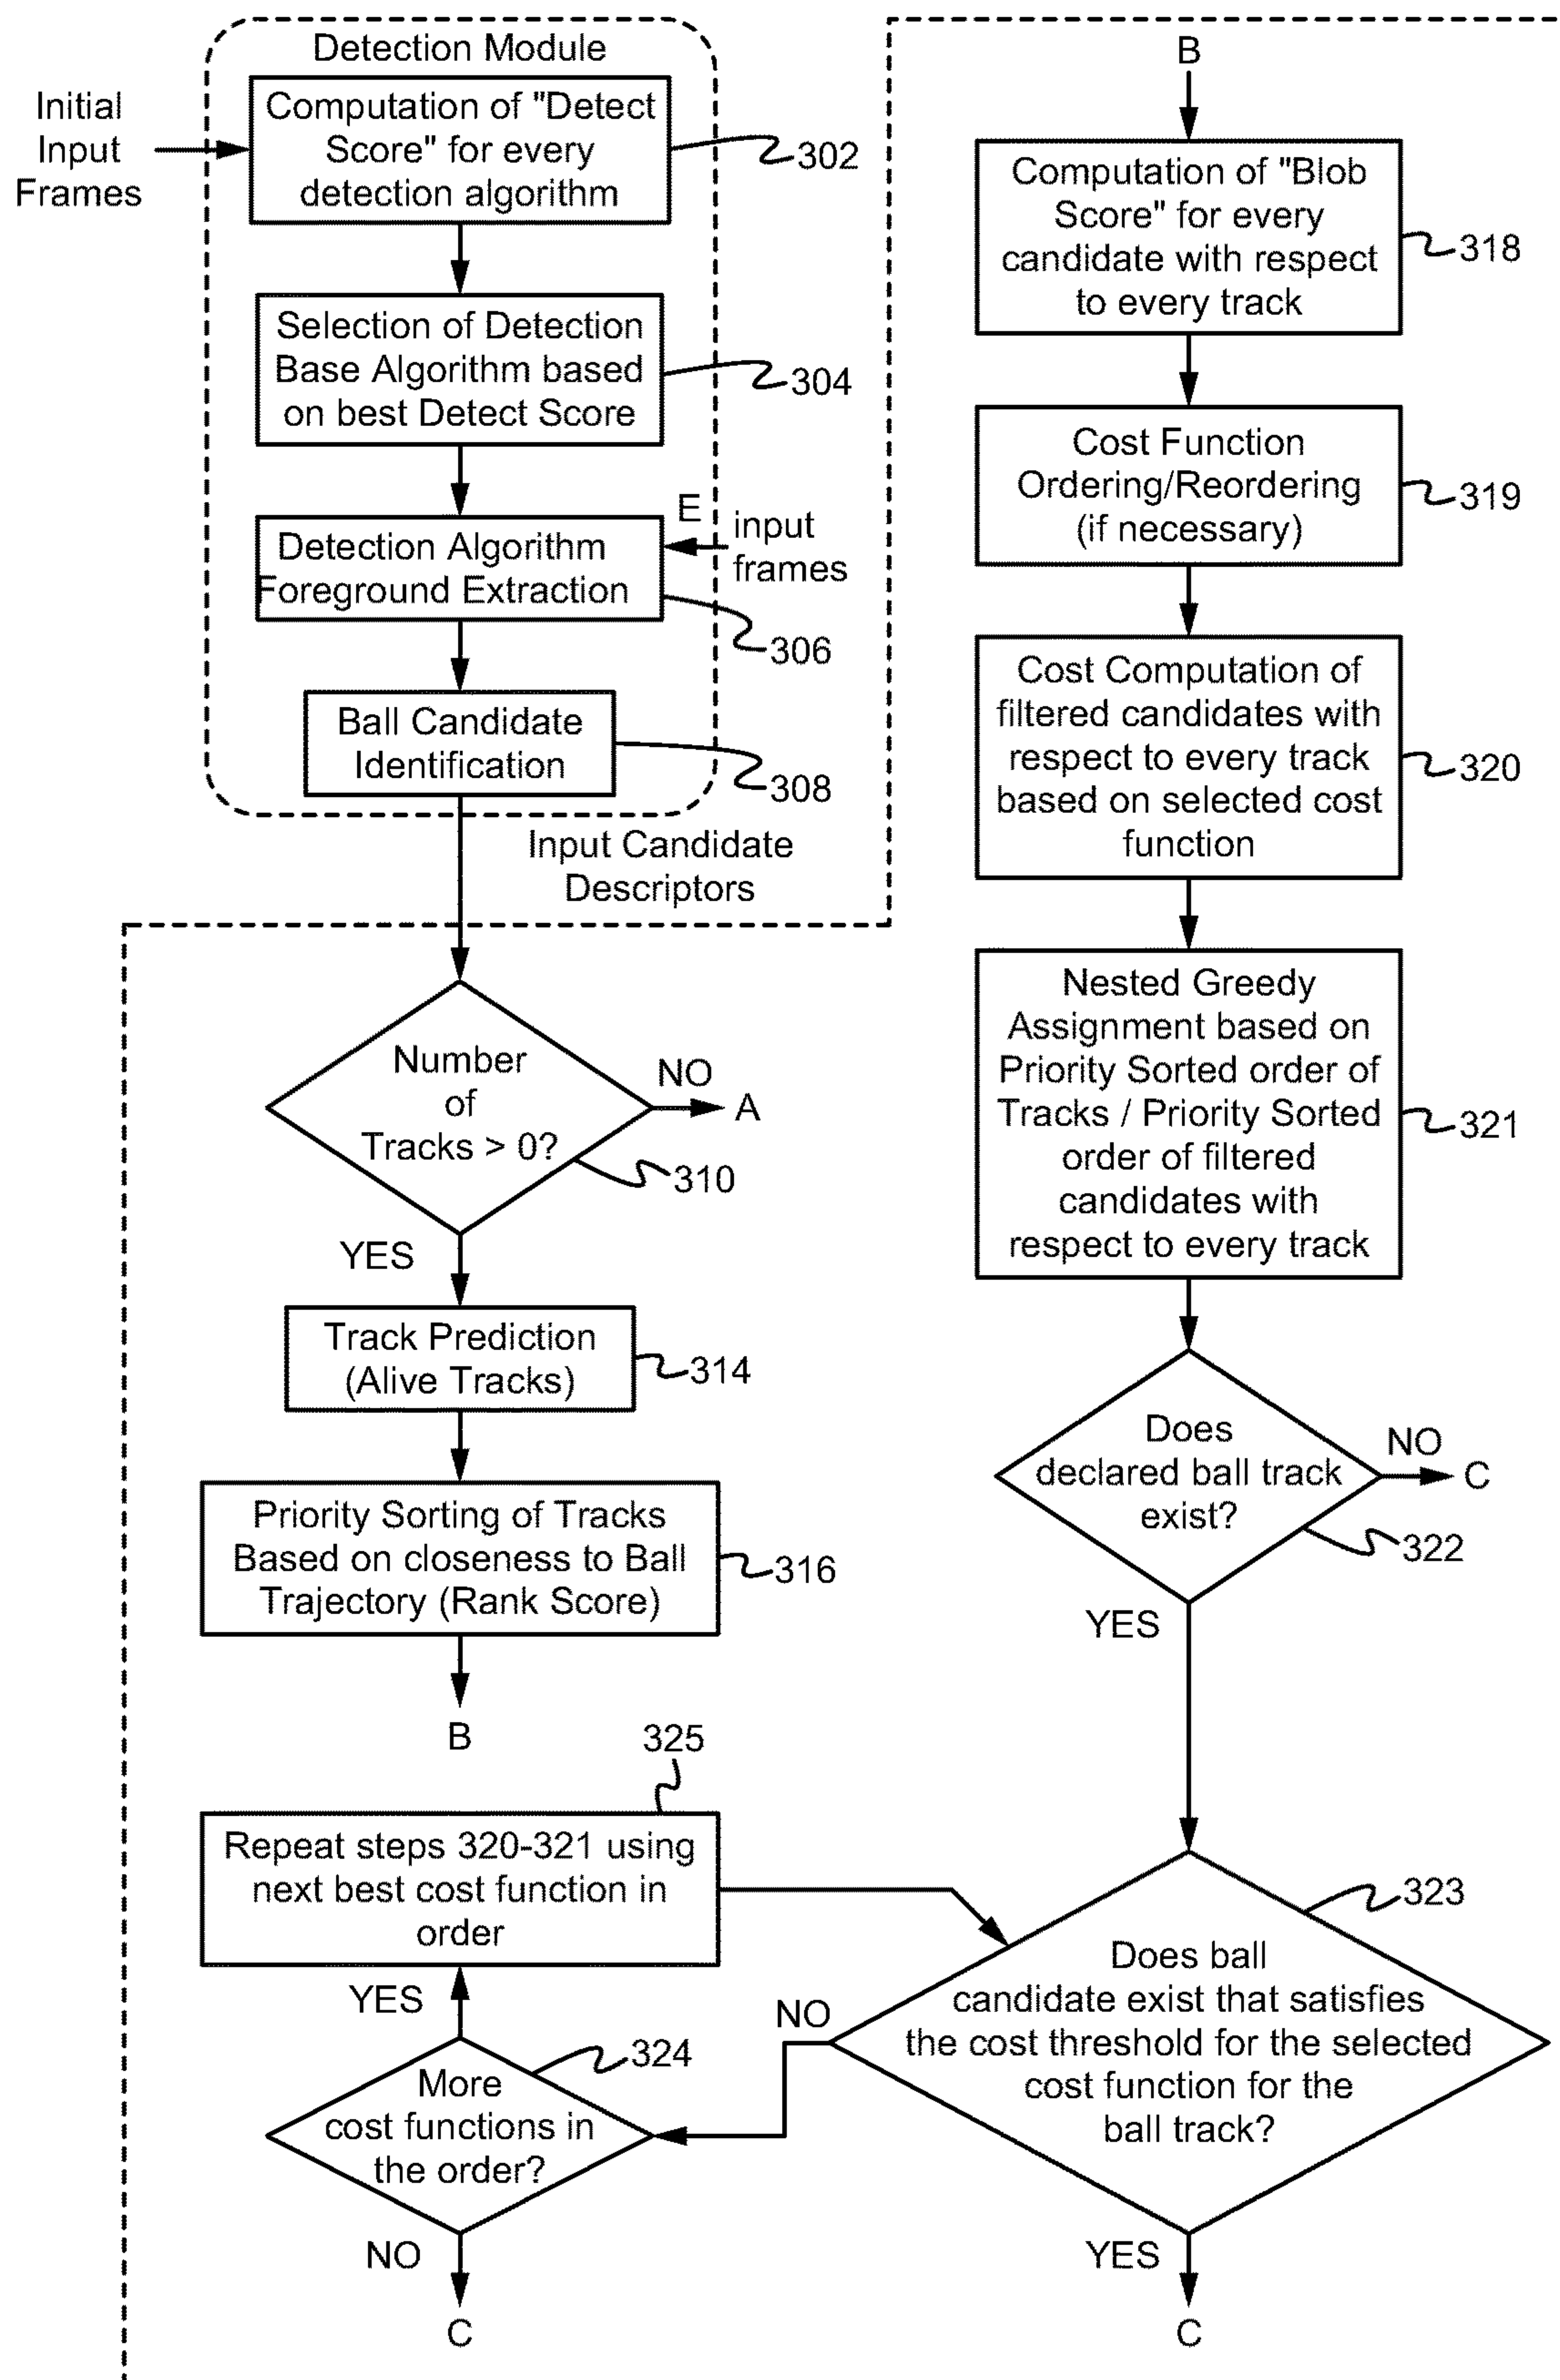 Detection Module
Initial
Input
Frames
Computation of "Detect
Score" for every
detection algorithm
302
Selection of Detection
Base Algorithm based
on best Detect Score
304
E
input
frames
Detection Algorithm
Foreground Extraction
306
Ball Candidate
Identification
308
Input Candidate
Descriptors
Number
of
Tracks > 0?
NO
A
310
YES
Track Prediction
(Alive Tracks)
314
Priority Sorting of Tracks
Based on closeness to Ball
Trajectory (Rank Score)
316
B
B
Computation of "Blob
Score" for every
candidate with respect
to every track
318
Cost Function
Ordering/Reordering
(if necessary)
319
Cost Computation of
filtered candidates with
respect to every track
based on selected cost
function
320
Nested Greedy
Assignment based on
Priority Sorted order of
Tracks / Priority Sorted
order of filtered
candidates with
respect to every track
321
Does
declared ball track
exist?
NO
C
322
YES
323
Does ball
candidate exist that satisfies
the cost threshold for the selected
cost function for the
ball track?
NO
YES
C
325
Repeat steps 320-321 using
next best cost function in
order
YES
324
More
cost functions in
the order?
NO
C